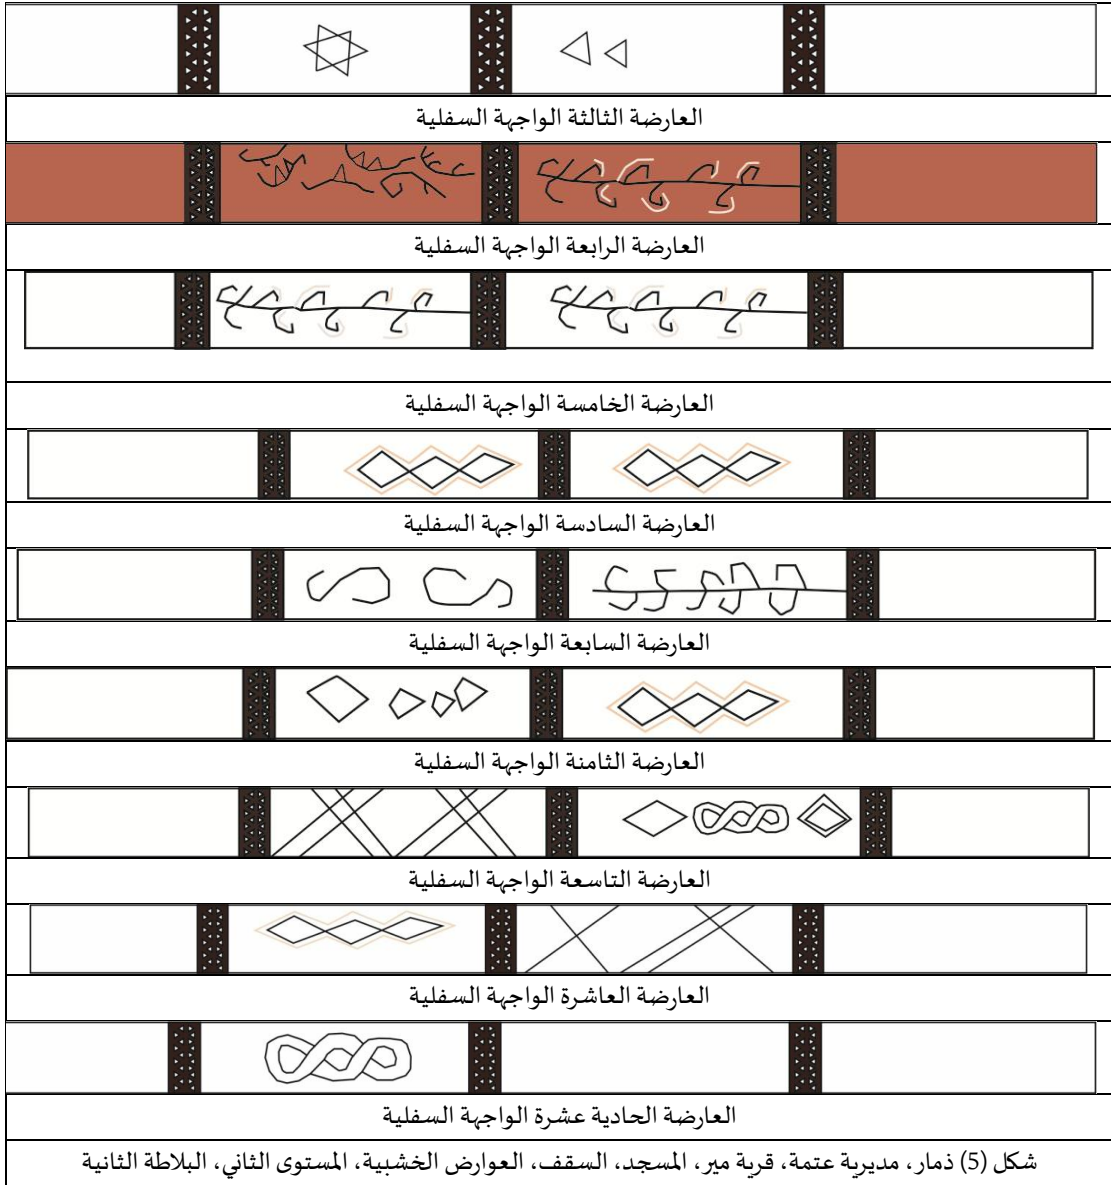 العارضة الثالثة الواجهة السفلية
العارضة الرابعة الواجهة السفلية
العارضة الخامسة الواجهة السفلية
العارضة السادسة الواجهة السفلية
العارضة السابعة الواجهة السفلية
العارضة الثامنة الواجهة السفلية
العارضة التاسعة الواجهة السفلية
العارضة العاشرة الواجهة السفلية
العارضة الحادية عشرة الواجهة السفلية
شكل (5) ذمار، مديرية عتمة، قرية مير، المسجد، السقف، العوارض الخشبية، المستوى الثاني، البلاطة الثانية